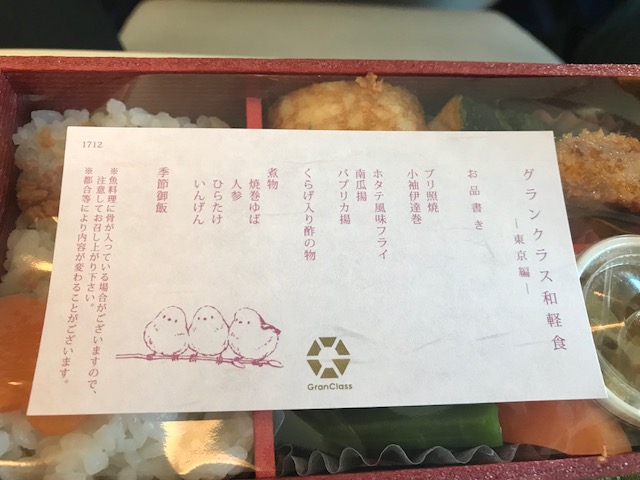 グランクラス和軽食
―東京編―
お品書き
ブリ照焼
小袖伊達巻
ホタテ風味フライ
南瓜揚
パプリカ揚
くらげ入り酢の物
煮物
焼巻ゆば
人参
ひらたけ
いんげん
季節御飯
※魚料理に骨が入っている場合がございますので、
注意してお召し上がり下さい。
※都合等により内容が変わることがございます。
1712
GranClass